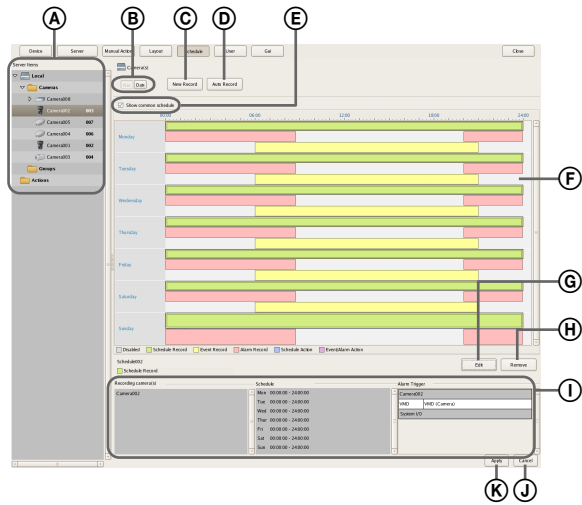 A
B
C
D
E
Device Server Manual Action Layout Schedule User Gui Close
Server Items
Camera(s)
Local
Date New Record Auto Record
Cameras
Camera008
Show common schedule
Camera002 003
00:00 06:00 12:00 18:00 24:00
Camera005 007
Camera004 006
Camera001 002
Camera003 004
Groups
Actions
Monday
Tuesday
F
Wednesday
Thursday
Friday
G
Saturday
Sunday
H
Disabled Schedule Record Event Record Alarm Record Schedule Action Event/Alarm Action
Schedule002
Edit Remove
Schedule Record
Recording camera(s) Schedule Alarm Trigger
I
Camera002 Mon 00:00:00 - 24:00:00 Camera002
Tue 00:00:00 - 24:00:00 VMD VMD (Camera)
Wed 00:00:00 - 24:00:00 System I/O
Thur 00:00:00 - 24:00:00
Fri 00:00:00 - 24:00:00
Sat 00:00:00 - 24:00:00
Sun 00:00:00 - 24:00:00
Apply Cancel
K
J